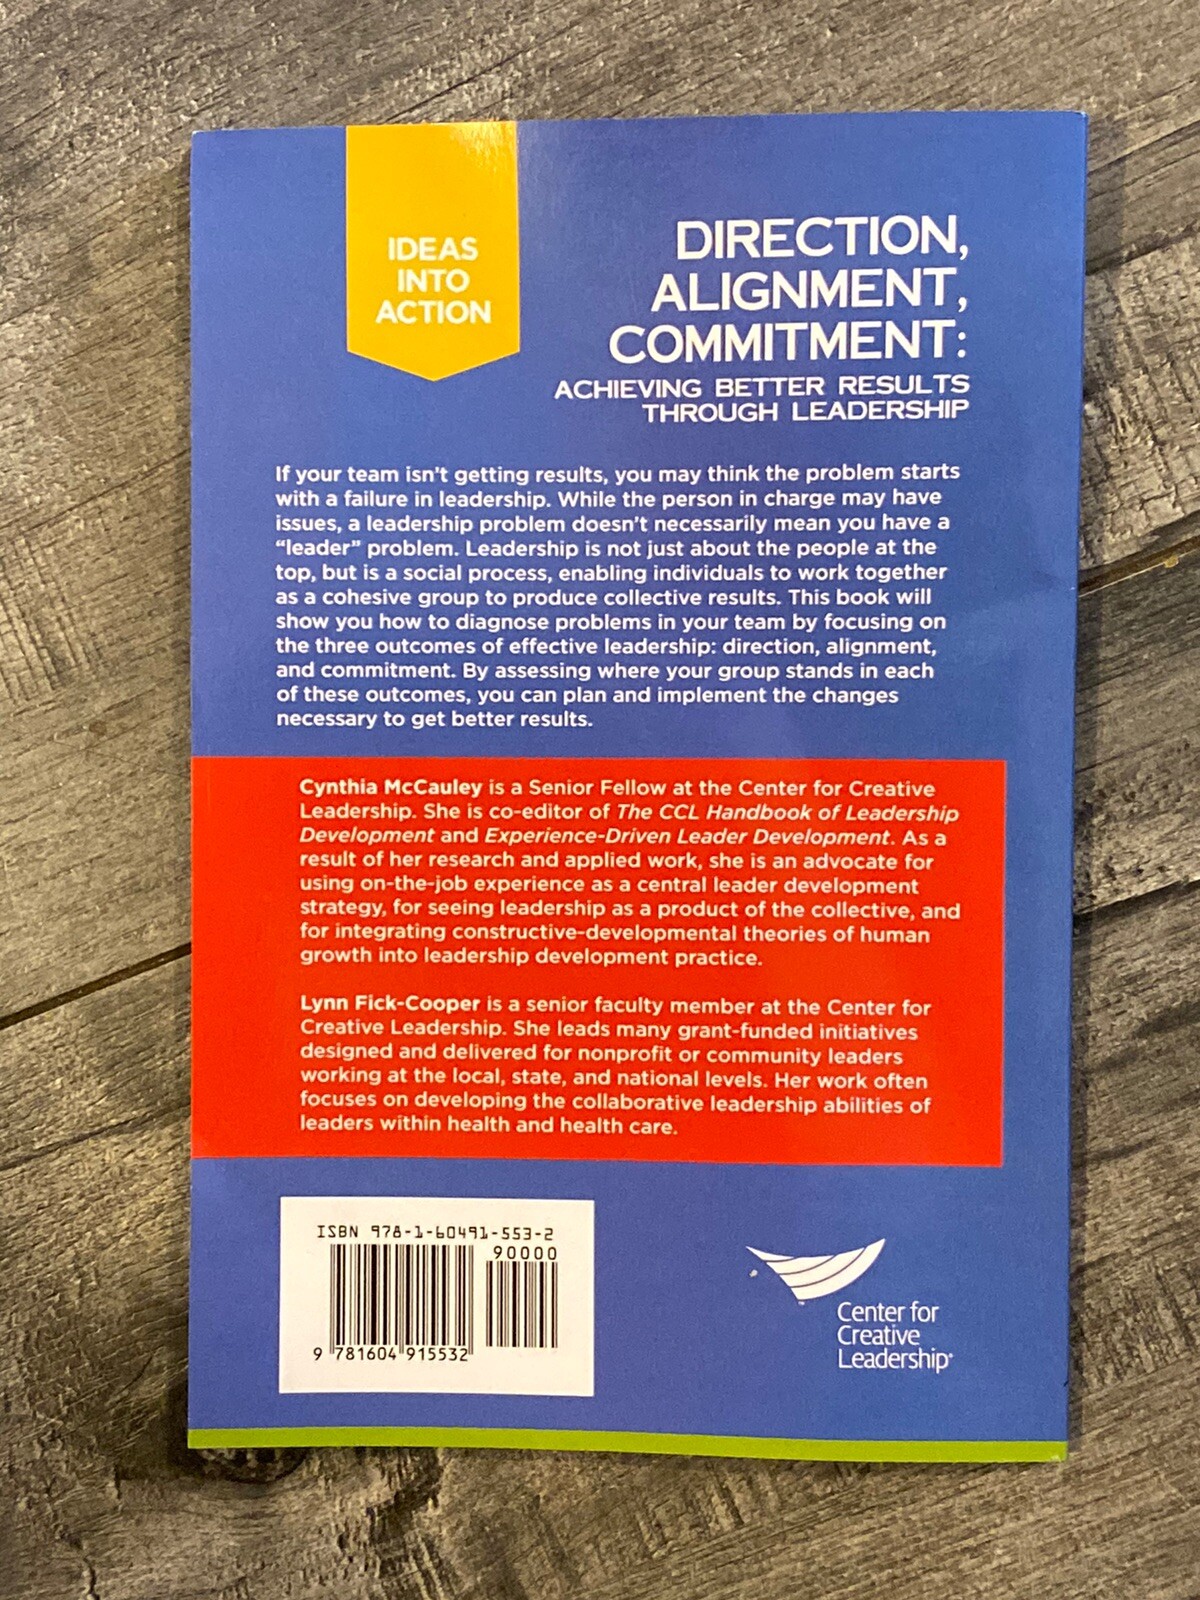 IDEAS
INTO
ACTION
DIRECTION,
ALIGNMENT,
COMMITMENT:
ACHIEVING BETTER RESULTS
THROUGH LEADERSHIP
If your team isn't getting results, you may think the problem starts
with a failure in leadership. While the person in charge may have
issues, a leadership problem doesn't necessarily mean you have a
“leader” problem. Leadership is not just about the people at the
top, but is a social process, enabling individuals to work together
as a cohesive group to produce collective results. This book will
show you how to diagnose problems in your team by focusing on
the three outcomes of effective leadership: direction, alignment,
and commitment. By assessing where your group stands in each
of these outcomes, you can plan and implement the changes
necessary to get better results.
Cynthia McCauley is a Senior Fellow at the Center for Creative
Leadership. She is co-editor of The CCL Handbook of Leadership
Development and Experience-Driven Leader Development. As a
result of her research and applied work, she is an advocate for
using on-the-job experience as a central leader development
strategy, for seeing leadership as a product of the collective, and
for integrating constructive-developmental theories of human
growth into leadership development practice.
Lynn Fick-Cooper is a senior faculty member at the Center for
Creative Leadership. She leads many grant-funded initiatives
designed and delivered for nonprofit or community leaders
working at the local, state, and national levels. Her work often
focuses on developing the collaborative leadership abilities of
leaders within health and health care.
ISBN 978-1-60491-553-2
90000
9 781604 915532
Center for
Creative
Leadership®